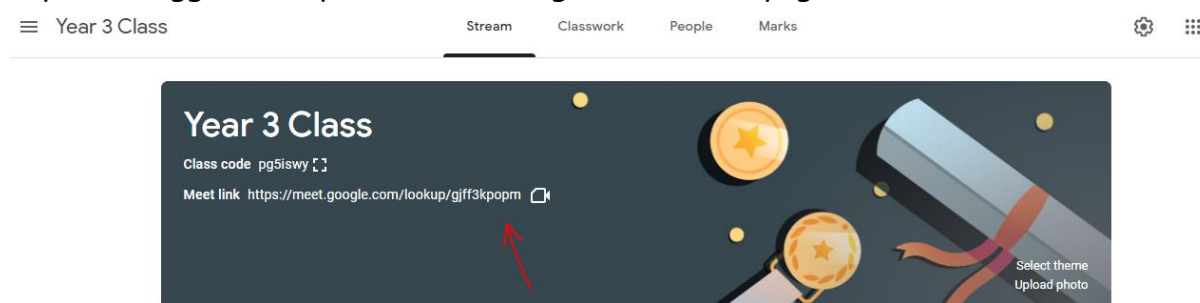 Year 3 Class
Stream Classwork People Marks
Year 3 Class
Class code pg5iswy
Meet link https://meet.google.com/lookup/gjff3kpopm
Select theme
Upload photo